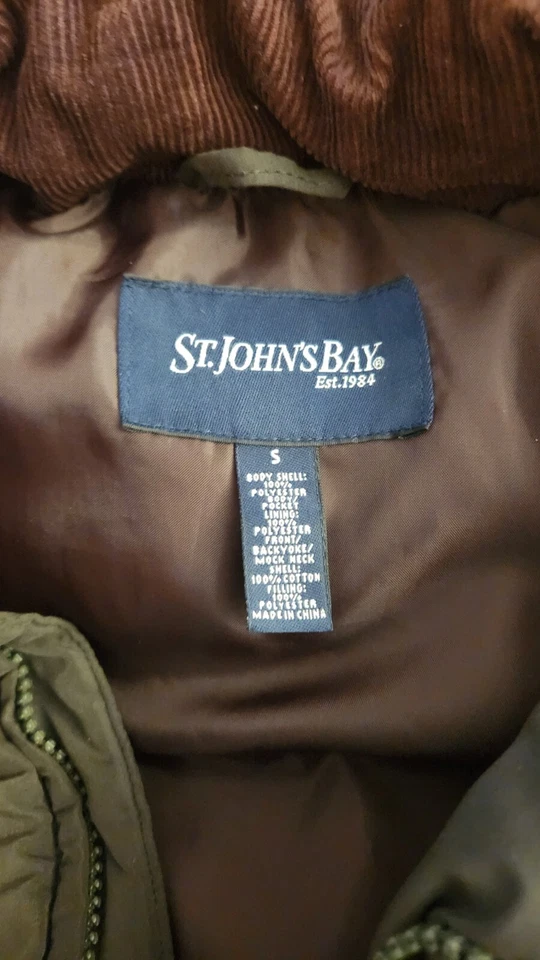 ST.JOHN'SBAY®
Est.1984
S
BODY SHELL:
100%
POLYESTER
BODY/
POCKET
LINING:
100%
POLYESTER
FRONT/
BACKYOKE/
MOCK NECK
SHELL:
100% COTTON
FILLING:
100%
POLYESTER
MADE IN CHINA